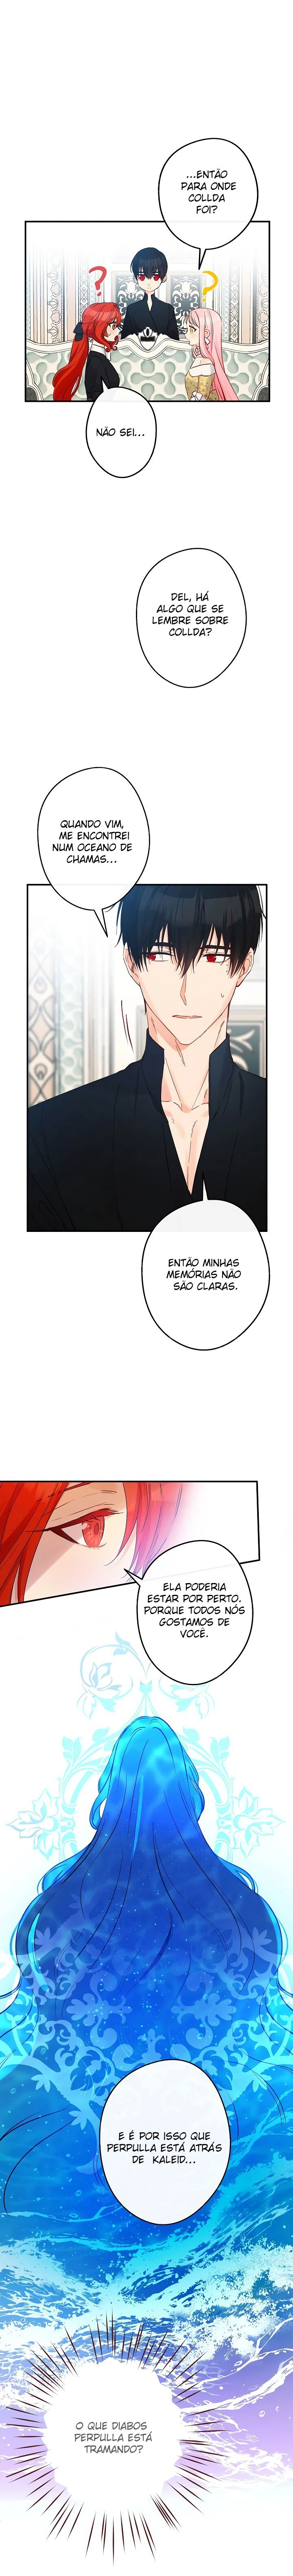 ...ENTÃO
PARA ONDE
COLLDA
FOI?
?
?
NÃO SEI...
DEL, HÁ
ALGO QUE SE
LEMBRE SOBRE
COLLDA?
QUANDO VIM,
ME ENCONTREI
NUM OCEANO DE
CHAMAS...
ENTÃO MINHAS
MEMÓRIAS NÃO
SÃO CLARAS.
ELA PODERIA
ESTAR POR PERTO.
PORQUE TODOS NÓS
GOSTAMOS DE
VOCÊ.
E É POR ISSO QUE
PERPULLA ESTÁ ATRÁS
DE KALEID...
O QUE DIABOS
PERPULLA ESTÁ
TRAMANDO?